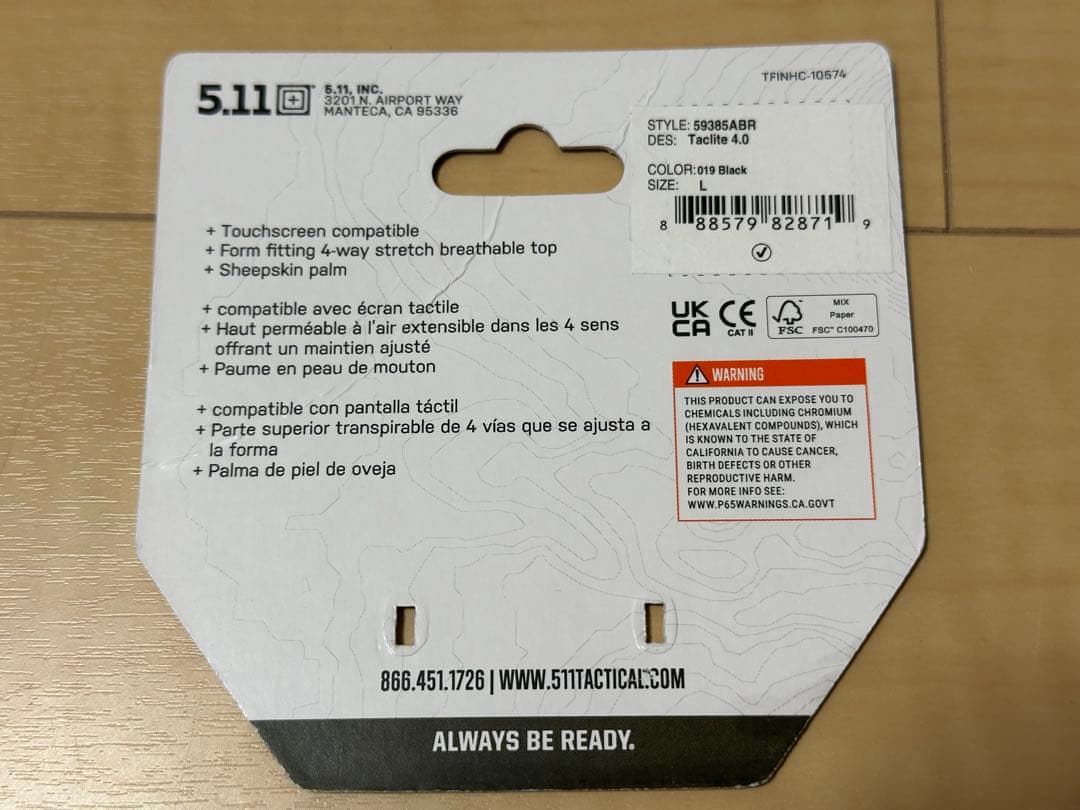 5.11
5.11, INC.
3201 N. AIRPORT WAY
MANTECA, CA 95336
TFINHC-10574
STYLE: 59385ABR
DES: Taclite 4.0
COLOR: 019 Black
SIZE: L
8 88579 82871 9
+ Touchscreen compatible
+ Form fitting 4-way stretch breathable top
+ Sheepskin palm
+ compatible avec écran tactile
+ Haut perméable à l'air extensible dans les 4 sens
offrant un maintien ajusté
+ Paume en peau de mouton
+ compatible con pantalla táctil
+ Parte superior transpirable de 4 vías que se ajusta a
la forma
+ Palma de piel de oveja
UK
CA
CE
CAT II
FSC
MIX
Paper
FSC™ C100470
WARNING
THIS PRODUCT CAN EXPOSE YOU TO
CHEMICALS INCLUDING CHROMIUM
(HEXAVALENT COMPOUNDS), WHICH
IS KNOWN TO THE STATE OF
CALIFORNIA TO CAUSE CANCER,
BIRTH DEFECTS OR OTHER
REPRODUCTIVE HARM.
FOR MORE INFO SEE:
WWW.P65WARNINGS.CA.GOVT
866.451.1726 | WWW.511TACTICAL.COM
ALWAYS BE READY.